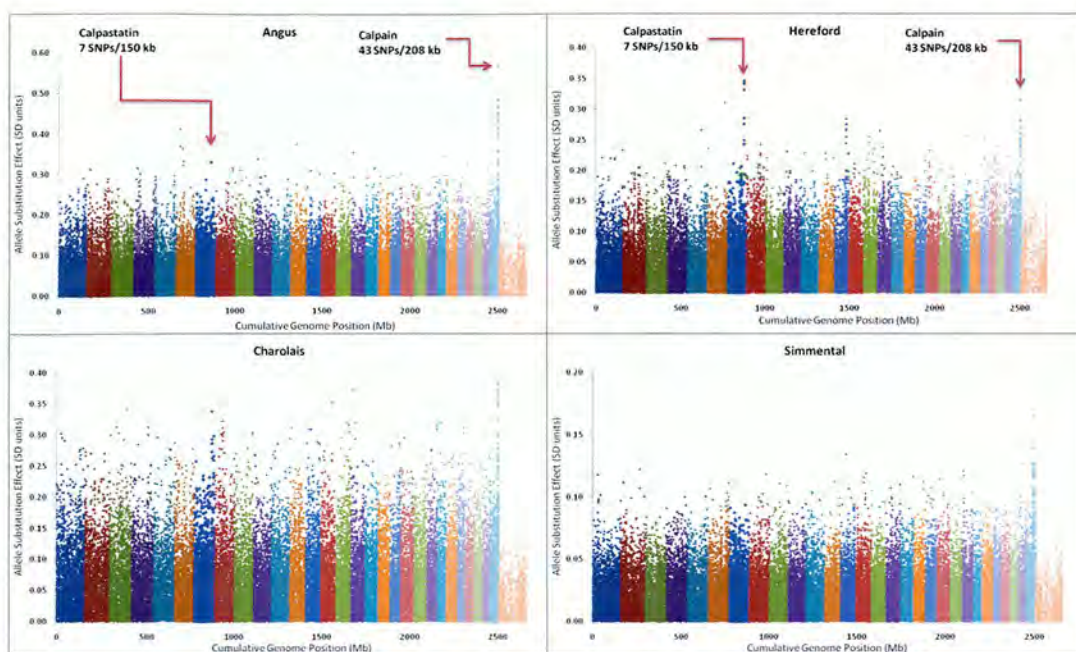 Calpastatin
7 SNPs/150 kb
Angus
Calpain
43 SNPs/208 kb
0.60
0.50
0.40
0.30
0.20
0.10
0.00
Allele Substitution Effect (SD units)
0 500 1000 1500 2000 2500
Cumulative Genome Position (Mb)
Calpastatin
7 SNPs/150 kb
Hereford
Calpain
43 SNPs/208 kb
0.40
0.35
0.30
0.25
0.20
0.15
0.10
0.05
0.00
Allele Substitution Effect (SD units)
0 500 1000 1500 2000 2500
Cumulative Genome Position (Mb)
Charolais
0.40
0.35
0.30
0.25
0.20
0.15
0.10
0.05
0.00
Allele Substitution Effect (SD units)
0 500 1000 1500 2000 2500
Cumulative Genome Position (Mb)
Simmental
0.20
0.15
0.10
0.05
0.00
Allele Substitution Effect (SD units)
0 500 1000 1500 2000 2500
Cumulative Genome Position (Mb)